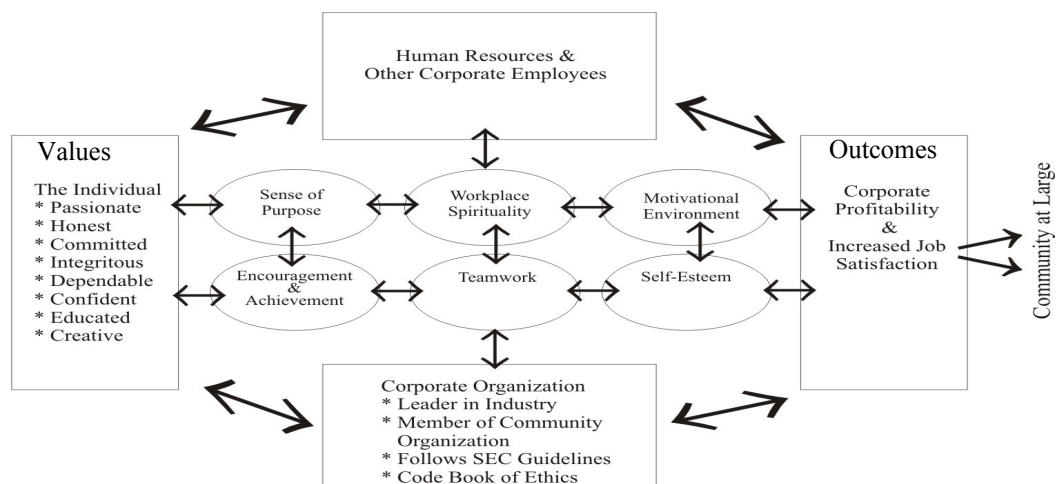 Human Resources &
Other Corporate Employees
Values
The Individual
* Passionate
* Honest
* Committed
* Integritous
* Dependable
* Confident
* Educated
* Creative
Sense of
Purpose
Workplace
Spirituality
Motivational
Environment
Encouragement
&
Achievement
Teamwork
Self-Esteem
Outcomes
Corporate
Profitability
&
Increased Job
Satisfaction
Community at Large
Corporate Organization
* Leader in Industry
* Member of Community
Organization
* Follows SEC Guidelines
* Code Book of Ethics